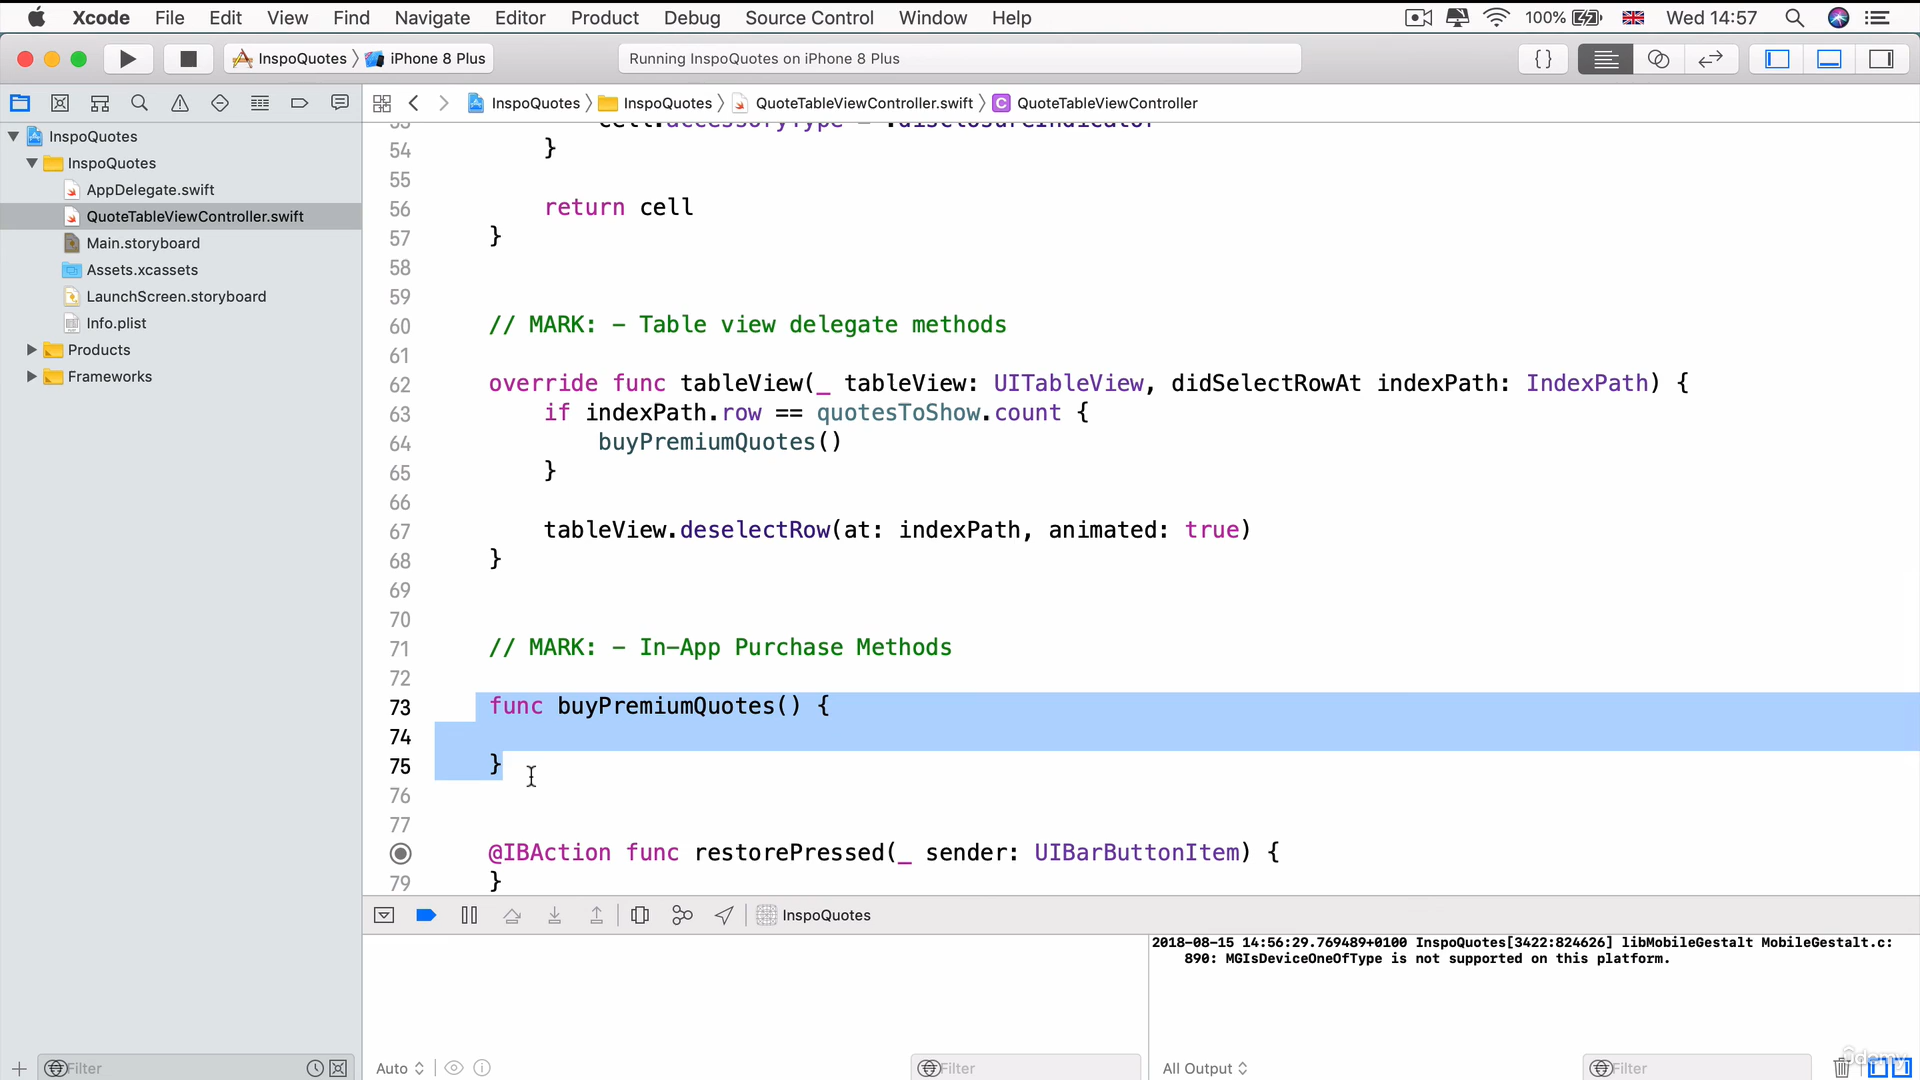 Xcode File Edit View Find Navigate Editor Product Debug Source Control Window Help 100% Wed 14:57
InspoQuotes iPhone 8 Plus Running InspoQuotes on iPhone 8 Plus {}
InspoQuotes InspoQuotes QuoteTableViewController.swift C QuoteTableViewController
InspoQuotes
InspoQuotes
AppDelegate.swift
QuoteTableViewController.swift
Main.storyboard
Assets.xcassets
LaunchScreen.storyboard
Info.plist
Products
Frameworks
53 cell.accessoryType = .disclosureIndicator
54 }
55
56 return cell
57 }
58
59
60 // MARK: - Table view delegate methods
61
62 override func tableView(_ tableView: UITableView, didSelectRowAt indexPath: IndexPath) {
63 if indexPath.row == quotesToShow.count {
64 buyPremiumQuotes()
65 }
66
67 tableView.deselectRow(at: indexPath, animated: true)
68 }
69
70
71 // MARK: - In-App Purchase Methods
72
73 func buyPremiumQuotes() {
74
75 }
76
77
@IBAction func restorePressed(_ sender: UIBarButtonItem) {
79 }
InspoQuotes
2018-08-15 14:56:29.769489+0100 InspoQuotes[3422:824626] libMobileGestalt MobileGestalt.c:
890: MGIsDeviceOneOfType is not supported on this platform.
Filter Auto Filter All Output Filter
Udemy